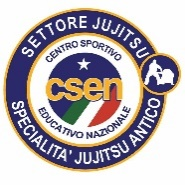 SETTORE JUJITSU
CENTRO SPORTIVO
csen
EDUCATIVO NAZIONALE
SPECIALITA' JUJITSU ANTICO